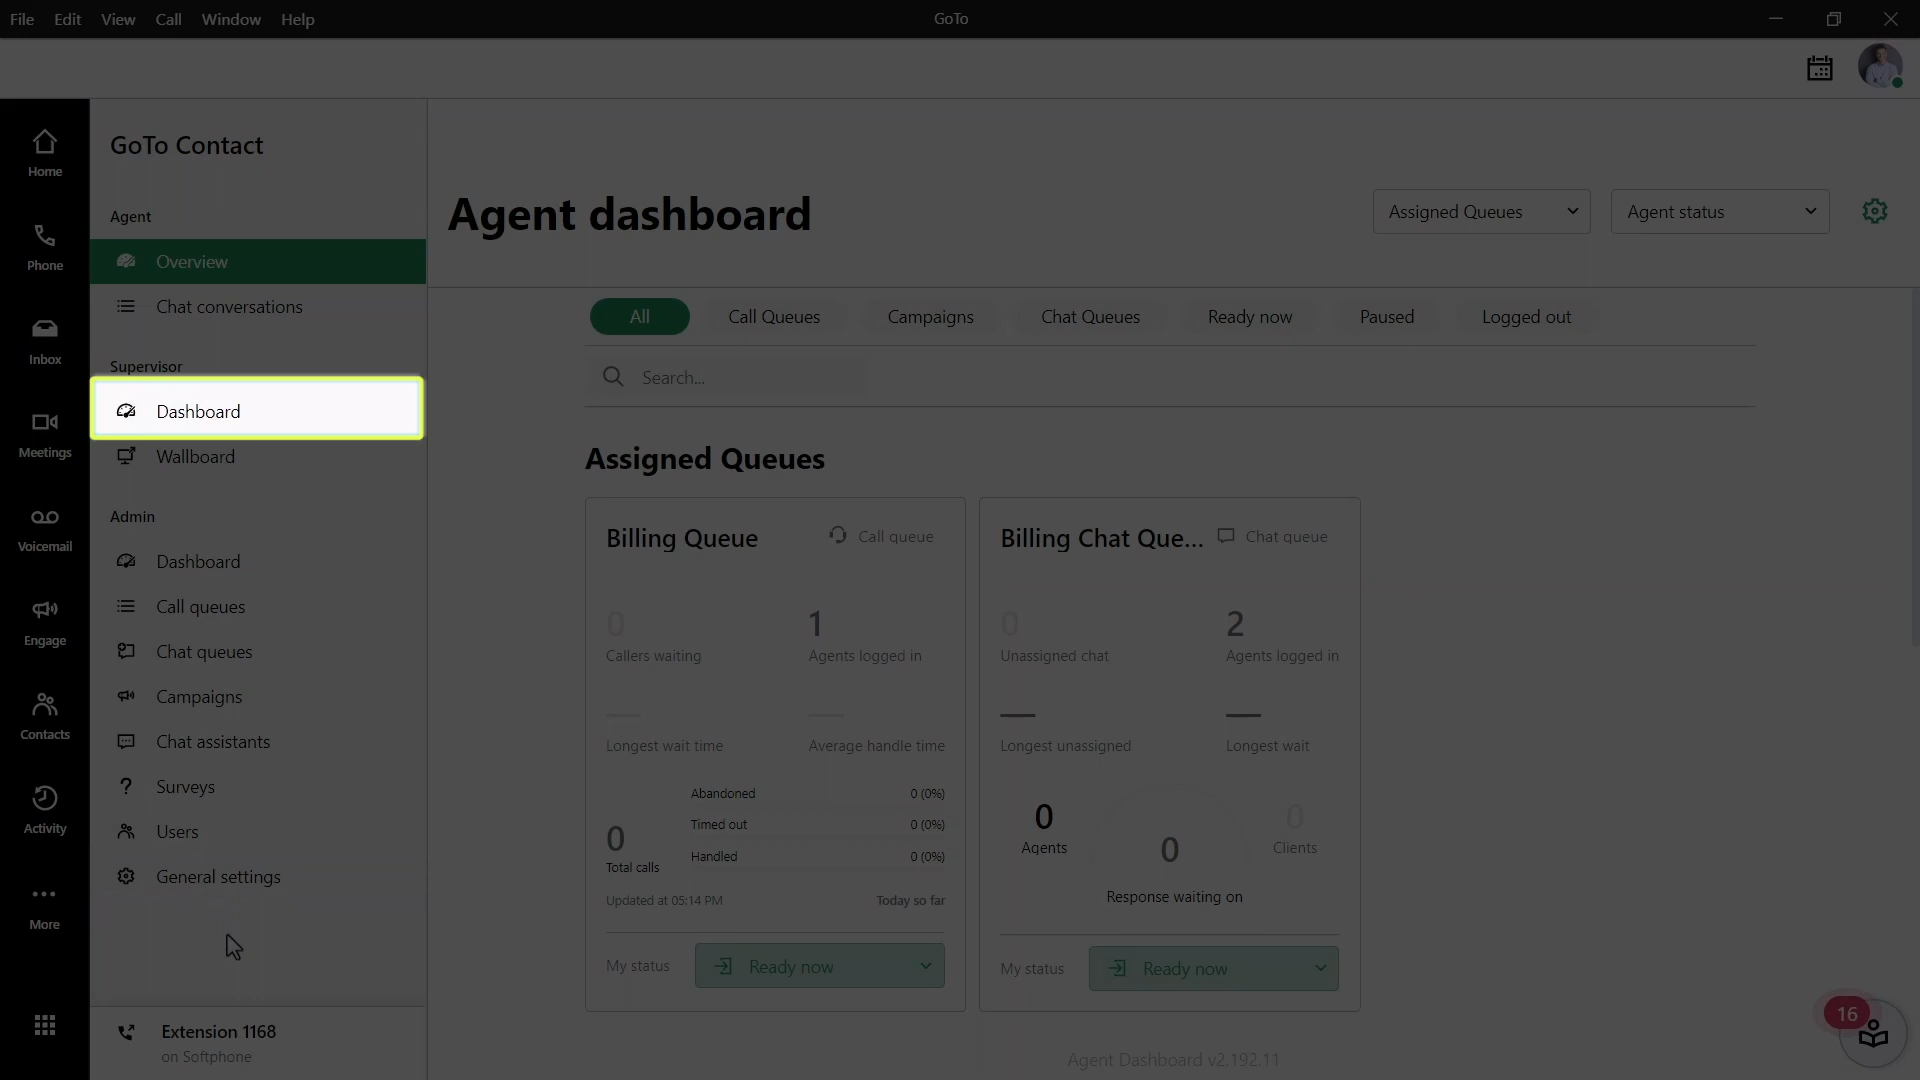 File Edit View Call Window Help GoTo
GoTo Contact
Home
Phone
Inbox
Meetings
Voicemail
Engage
Contacts
Activity
More
Agent
Overview
Chat conversations
Supervisor
Dashboard
Wallboard
Admin
Dashboard
Call queues
Chat queues
Campaigns
Chat assistants
Surveys
Users
General settings
Extension 1168
on Softphone
Agent dashboard
Assigned Queues
Agent status
All Call Queues Campaigns Chat Queues Ready now Paused Logged out
Search...
Assigned Queues
Billing Queue Call queue
0 1
Callers waiting Agents logged in
Longest wait time Average handle time
Abandoned 0 (0%)
Timed out 0 (0%)
Handled 0 (0%)
0
Total calls
Updated at 05:14 PM Today so far
My status Ready now
Billing Chat Que... Chat queue
0 2
Unassigned chat Agents logged in
Longest unassigned Longest wait
0 0 0
Agents Clients
Response waiting on
My status Ready now
Agent Dashboard v2.192.11
16